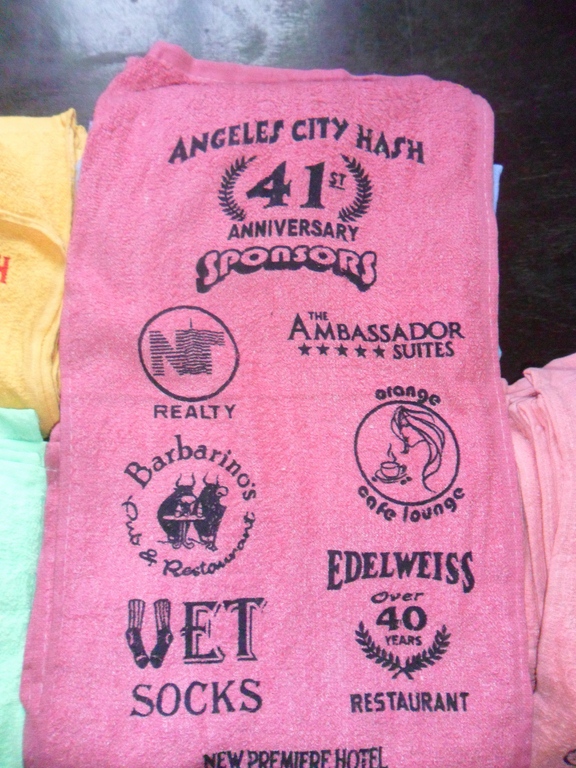 H
ANGELES CITY HASH
41ST
ANNIVERSARY
SPONSORS
NT
REALTY
THE
AMBASSADOR
SUITES
orange
cafe lounge
Barbarino's
Pub & Restaurant
EDELWEISS
Over
40
YEARS
RESTAURANT
VET
SOCKS
NEW PREMIERE HOTEL